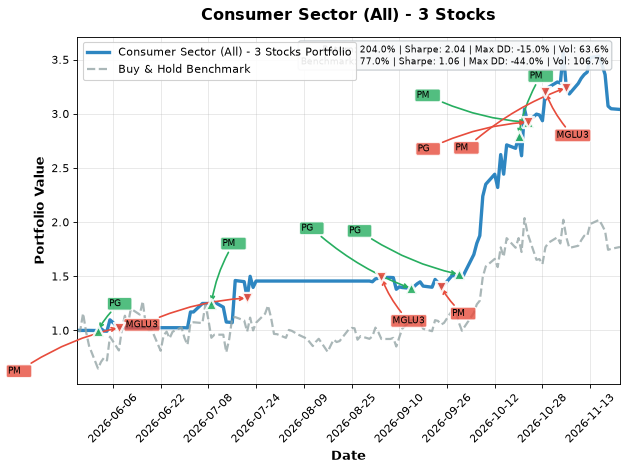 Consumer Sector (All) - 3 Stocks
Consumer Sector (All) - 3 Stocks Portfolio
Buy & Hold Benchmark
204.0% | Sharpe: 2.04 | Max DD: -15.0% | Vol: 63.6%
77.0% | Sharpe: 1.06 | Max DD: -44.0% | Vol: 106.7%
PM
PM
PG
PM
MGLU3
PM
PG
PG
PG
MGLU3
MGLU3
PM
PM
Portfolio Value
3.5
3.0
2.5
2.0
1.5
1.0
2026-06-06
2026-06-22
2026-07-08
2026-07-24
2026-08-09
2026-08-25
2026-09-10
2026-09-26
2026-10-12
2026-10-28
2026-11-13
Date